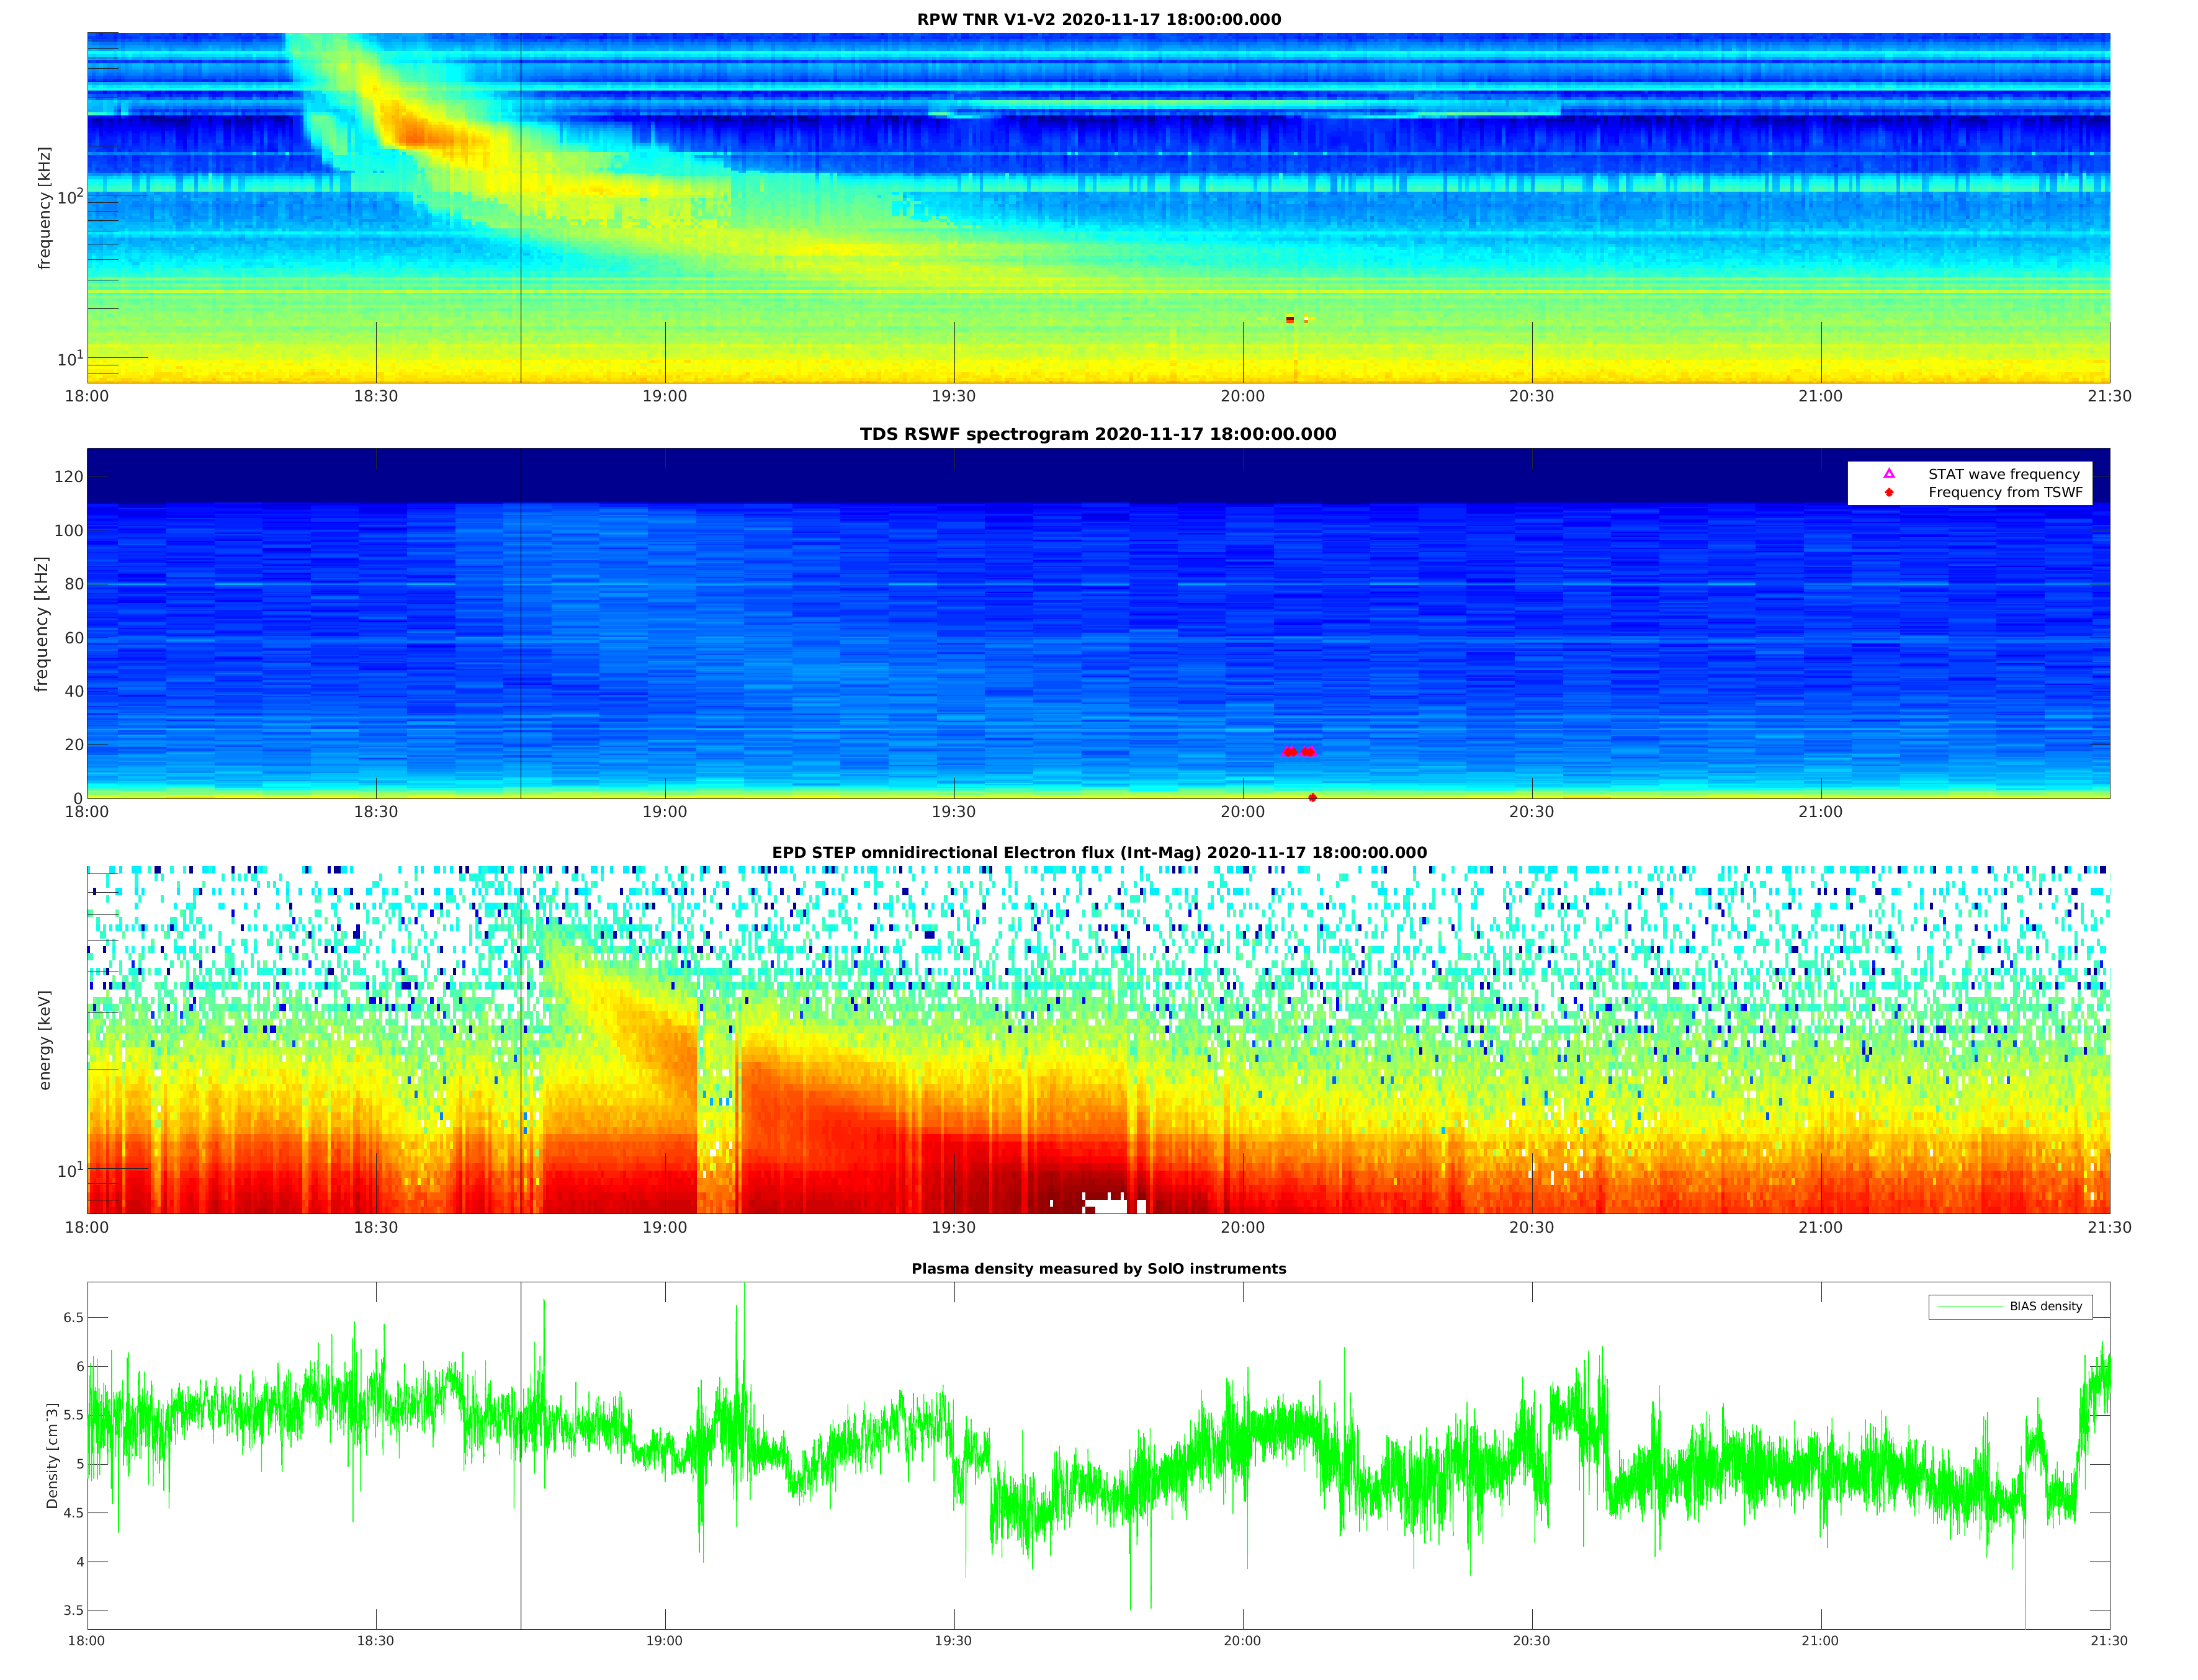 RPW TNR V1-V2 2020-11-17 18:00:00.000
frequency [kHz]
10²
10¹
18:00 18:30 19:00 19:30 20:00 20:30 21:00 21:30
TDS RSWF spectrogram 2020-11-17 18:00:00.000
frequency [kHz]
120
100
80
60
40
20
0
STAT wave frequency
Frequency from TSWF
18:00 18:30 19:00 19:30 20:00 20:30 21:00 21:30
EPD STEP omnidirectional Electron flux (Int-Mag) 2020-11-17 18:00:00.000
energy [keV]
10¹
18:00 18:30 19:00 19:30 20:00 20:30 21:00 21:30
Plasma density measured by SolO instruments
Density [cm⁻3]
6.5
6
5.5
5
4.5
4
3.5
BIAS density
18:00 18:30 19:00 19:30 20:00 20:30 21:00 21:30